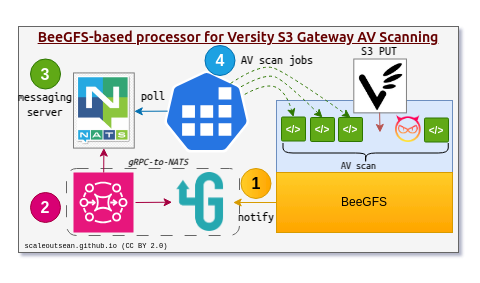 BeeGFS-based processor for Versity S3 Gateway AV Scanning
3
messaging
server
NATS
poll
4
AV scan jobs
S3 PUT
</>
</>
</>
</>
AV scan
gRPC-to-NATS
2
1
notify
BeeGFS
scaleoutsean.github.io (CC BY 2.0)